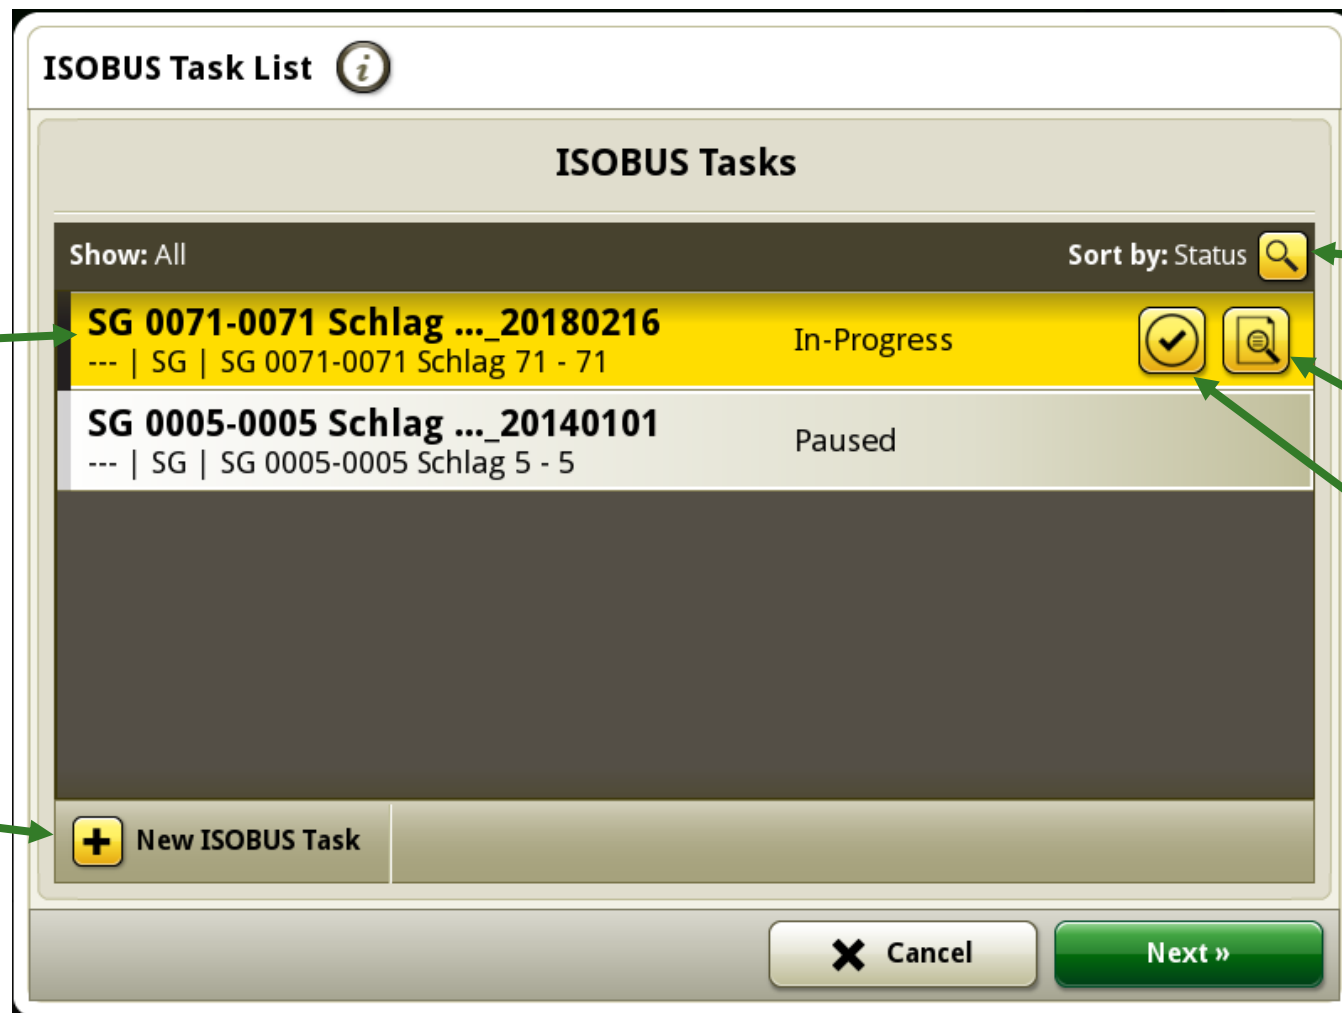 ISOBUS Task List
ISOBUS Tasks
Show: All
Sort by: Status
SG 0071-0071 Schlag ..._20180216
--- | SG | SG 0071-0071 Schlag 71 - 71
In-Progress
SG 0005-0005 Schlag ..._20140101
--- | SG | SG 0005-0005 Schlag 5 - 5
Paused
New ISOBUS Task
Cancel
Next »